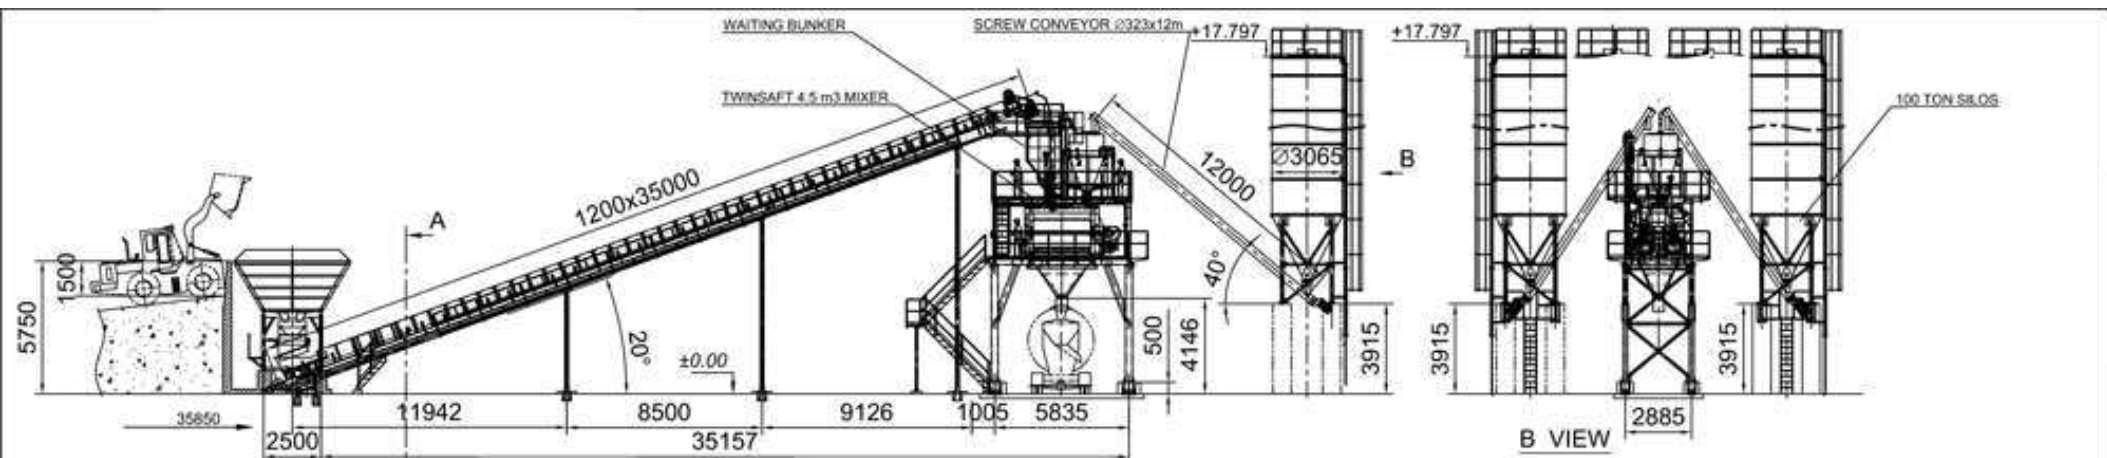 WAITING BUNKER
SCREW CONVEYOR Ø323x12m
+17.797
+17.797
TWINSAFT 4.5 m3 MIXER
100 TON SILOS
Ø3065
B
12000
1200x35000
A
40°
1500
5750
20°
±0.00
500
4146
3915
3915
3915
35850
11942
8500
9126
1005
5835
2885
2500
35157
B VIEW